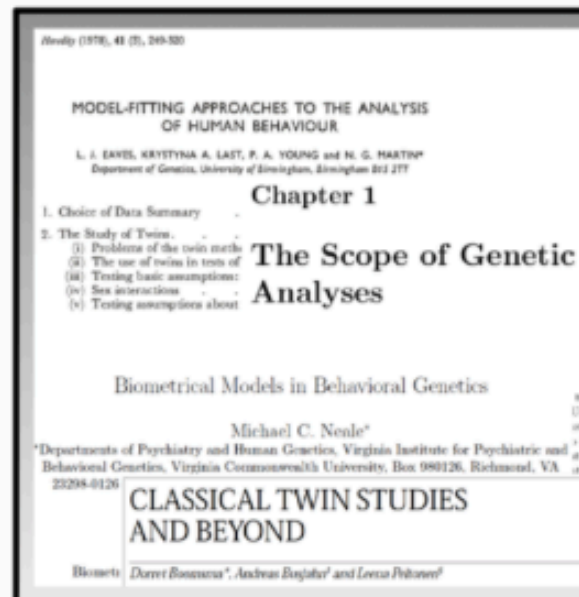 Heredity (1978), 41 (3), 249-320
MODEL-FITTING APPROACHES TO THE ANALYSIS
OF HUMAN BEHAVIOUR
L. J. EAVES, KRYSTYNA A. LAST, P. A. YOUNG and N. G. MARTIN*
Department of Genetics, University of Birmingham, Birmingham B15 2TT
Chapter 1
1. Choice of Data Summary .
2. The Study of Twins. . .
(i) Problems of the twin meth
(ii) The use of twins in tests of
(iii) Testing basic assumptions:
(iv) Sex interactions . .
(v) Testing assumptions about
The Scope of Genetic
Analyses
Biometrical Models in Behavioral Genetics
Michael C. Neale*
*Departments of Psychiatry and Human Genetics, Virginia Institute for Psychiatric and
Behavioral Genetics, Virginia Commonwealth University, Box 980126, Richmond, VA
23298-0126
CLASSICAL TWIN STUDIES
AND BEYOND
Biometr
Dorret Boomsma*, Andreas Busjahn‡ and Leena Peltonen§